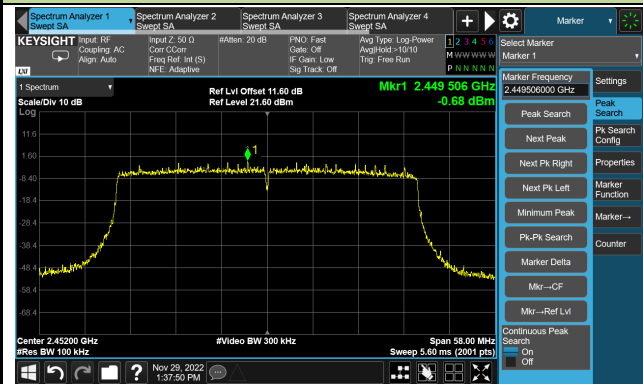 Spectrum Analyzer 1
Swept SA
Spectrum Analyzer 2
Swept SA
Spectrum Analyzer 3
Swept SA
Spectrum Analyzer 4
Swept SA
+
Marker
KEYSIGHT
Input: RF
Coupling: AC
Align: Auto
Input Z: 50 Ω
Corr CCorr
Freq Ref: Int (S)
NFE: Adaptive
#Atten: 20 dB
PNO: Fast
Gate: Off
IF Gain: Low
Sig Track: Off
Avg Type: Log-Power
Avg|Hold:>10/10
Trig: Free Run
1 2 3 4 5 6
M W W W W W
P N N N N N
LXI
Select Marker
Marker 1
1 Spectrum
Scale/Div 10 dB
Log
Ref Lvl Offset 11.60 dB
Ref Level 21.60 dBm
Mkr1 2.449 506 GHz
-0.68 dBm
11.6
1.60
-8.40
-18.4
-28.4
-38.4
-48.4
-58.4
-68.4
1
Center 2.45200 GHz
#Res BW 100 kHz
#Video BW 300 kHz
Span 58.00 MHz
Sweep 5.60 ms (2001 pts)
Marker Frequency
2.449506000 GHz
Peak Search
Next Peak
Next Pk Right
Next Pk Left
Minimum Peak
Pk-Pk Search
Marker Delta
Mkr→CF
Mkr→Ref Lvl
Continuous Peak
Search
On
Off
Settings
Peak
Search
Pk Search
Config
Properties
Marker
Function
Marker→
Counter
?
Nov 29, 2022
1:37:50 PM